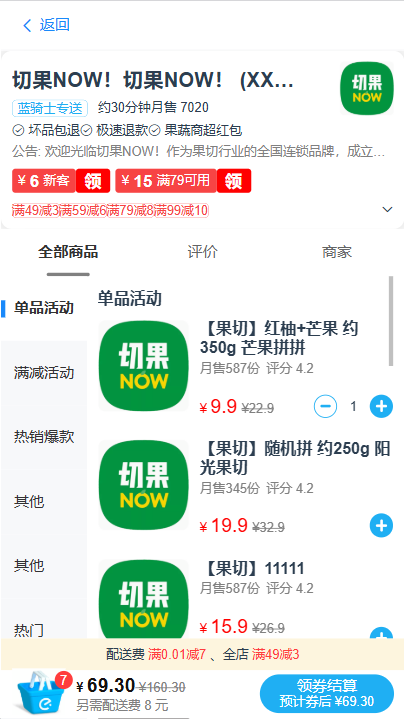 返回
切果NOW！切果NOW！ (XX…
蓝骑士专送 约30分钟月售 7020
坏品包退 极速退款 果蔬商超红包
公告: 欢迎光临切果NOW！作为果切行业的全国连锁品牌，成立…
¥ 6 新客 领 ¥ 15 满79可用 领
满49减3 满59减6 满79减8 满99减10
切果
NOW
全部商品 评价 商家
单品活动
满减活动
热销爆款
其他
其他
热门
单品活动
切果
NOW
【果切】红柚+芒果 约
350g 芒果拼拼
月售587份 评分 4.2
¥ 9.9 ¥22.9 1
切果
NOW
【果切】随机拼 约250g 阳
光果切
月售345份 评分 4.2
¥ 19.9 ¥32.9
切果
NOW
【果切】11111
月售587份 评分 4.2
¥ 15.9 ¥26.9
配送费 满0.01减7 、全店 满49减3
7
¥ 69.30 ¥160.30
另需配送费 8 元
领券结算
预计券后 ¥69.30